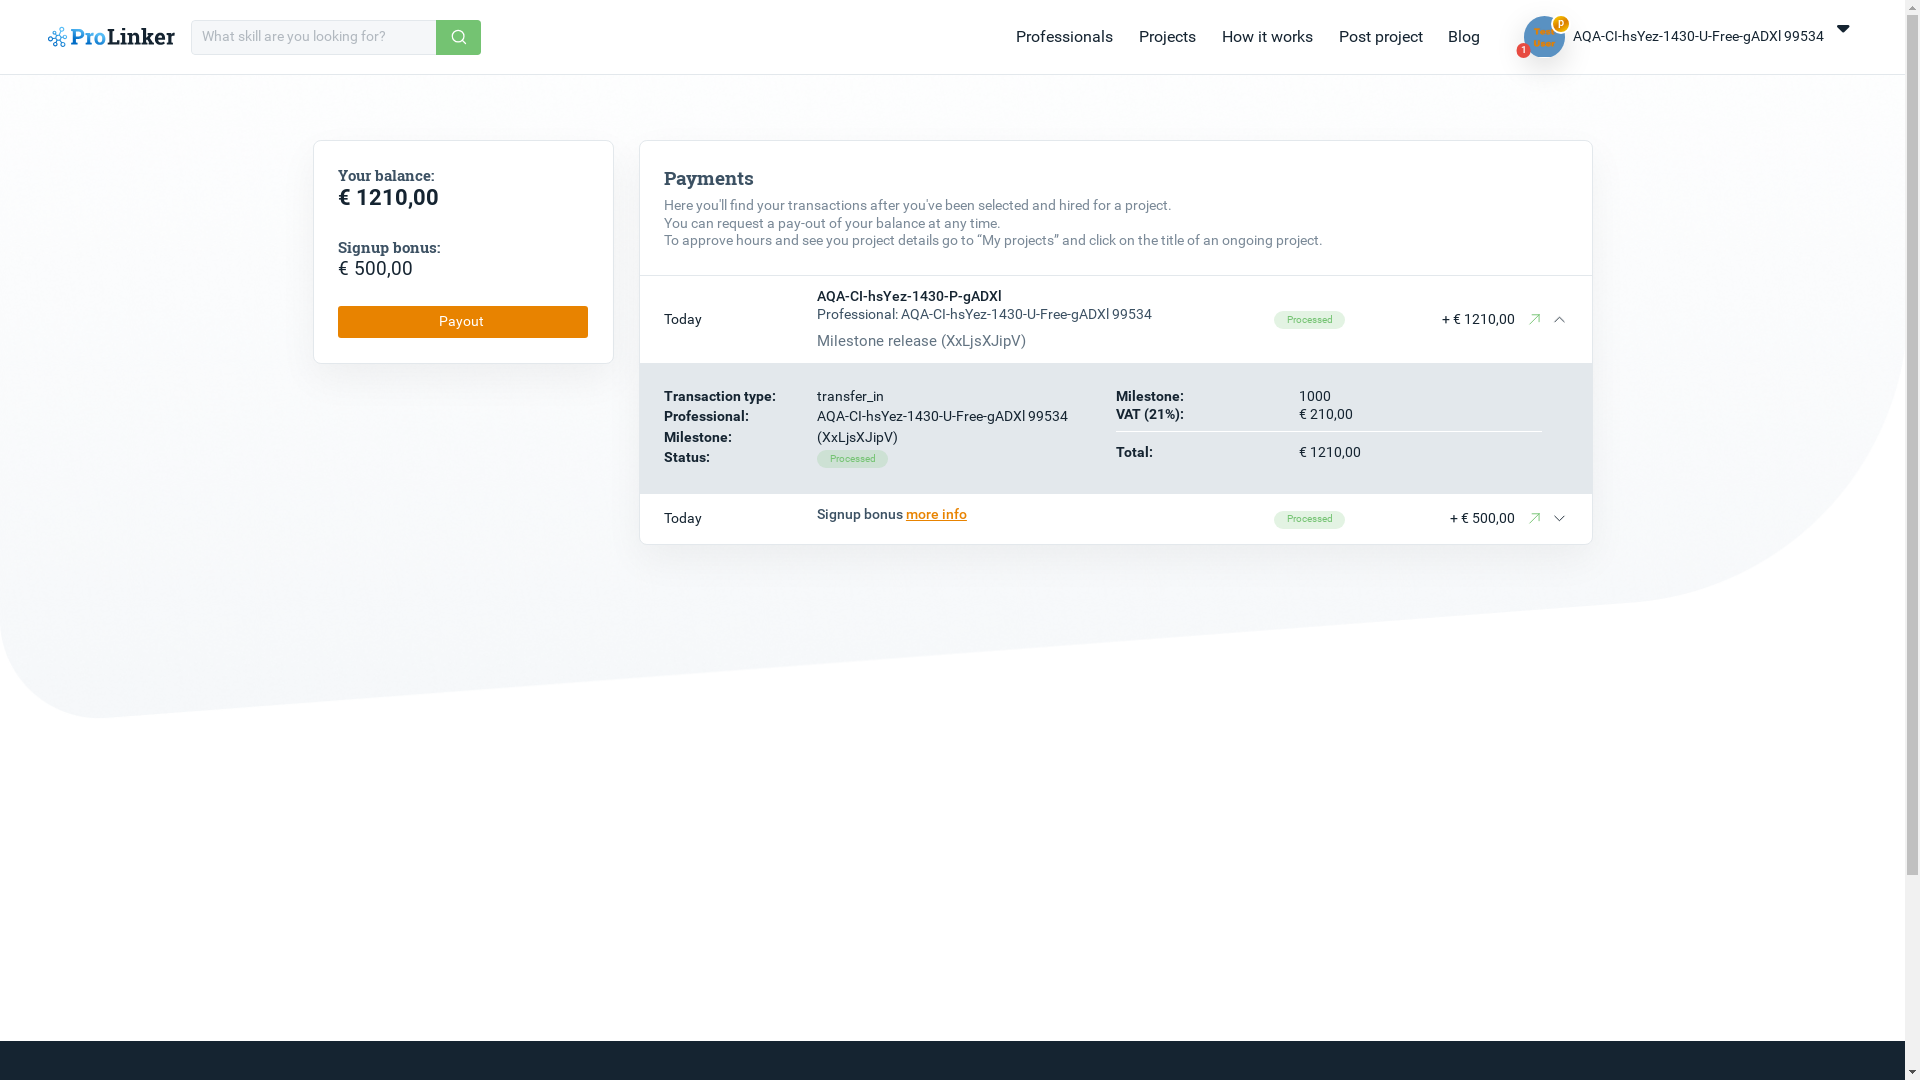 ProLinker
What skill are you looking for?
Professionals
Projects
How it works
Post project
Blog
P
1
AQA-CI-hsYez-1430-U-Free-gADXl 99534
Your balance:
€ 1210,00
Signup bonus:
€ 500,00
Payout
Payments
Here you'll find your transactions after you've been selected and hired for a project.
You can request a pay-out of your balance at any time.
To approve hours and see you project details go to “My projects” and click on the title of an ongoing project.
Today
AQA-CI-hsYez-1430-P-gADXl
Professional: AQA-CI-hsYez-1430-U-Free-gADXl 99534
Milestone release (XxLjsXJipV)
Processed
+ € 1210,00
Transaction type: transfer_in
Professional: AQA-CI-hsYez-1430-U-Free-gADXl 99534
Milestone: (XxLjsXJipV)
Status: Processed
Milestone: 1000
VAT (21%): € 210,00
Total: € 1210,00
Today
Signup bonus more info
Processed
+ € 500,00